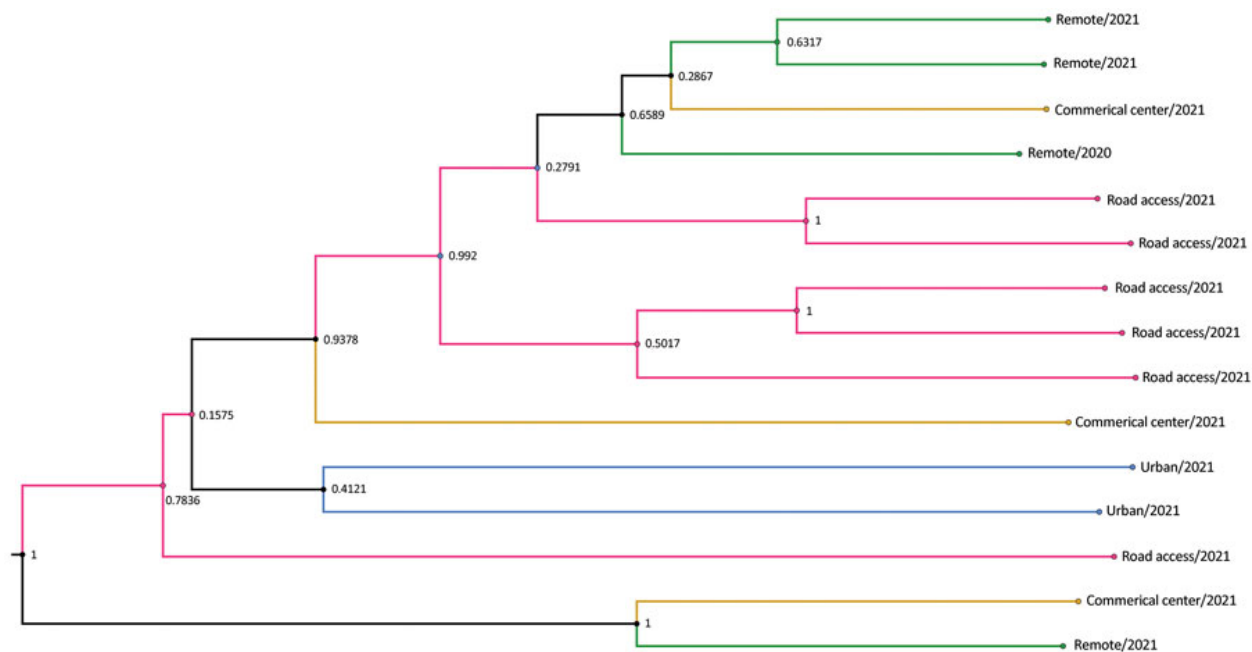 Remote/2021
0.6317
Remote/2021
0.2867
Commerical center/2021
0.6589
Remote/2020
0.2791
Road access/2021
1
Road access/2021
0.992
Road access/2021
1
Road access/2021
0.9378
0.5017
Road access/2021
0.1575
Commerical center/2021
Urban/2021
0.4121
0.7836
Urban/2021
1
Road access/2021
Commerical center/2021
1
Remote/2021